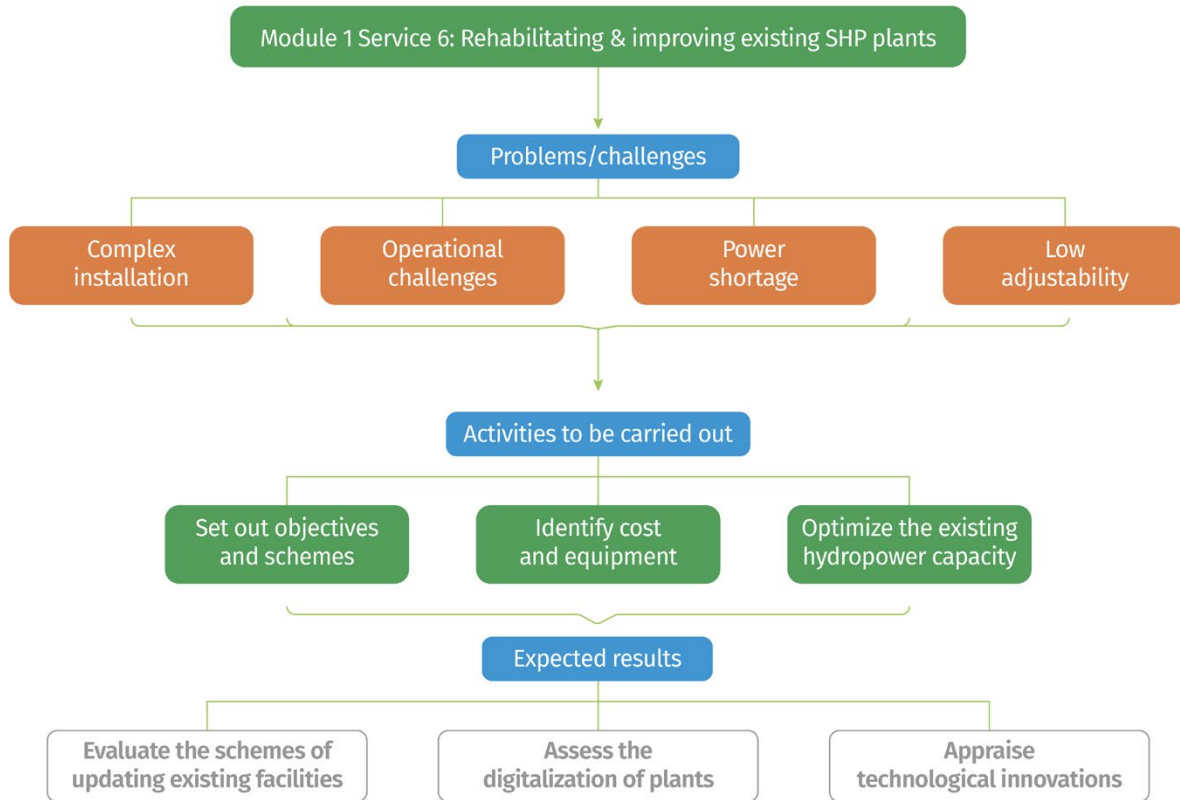 Module 1 Service 6: Rehabilitating & improving existing SHP plants
Problems/challenges
Complex
installation
Operational
challenges
Power
shortage
Low
adjustability
Activities to be carried out
Set out objectives
and schemes
Identify cost
and equipment
Optimize the existing
hydropower capacity
Expected results
Evaluate the schemes of
updating existing facilities
Assess the
digitalization of plants
Appraise
technological innovations